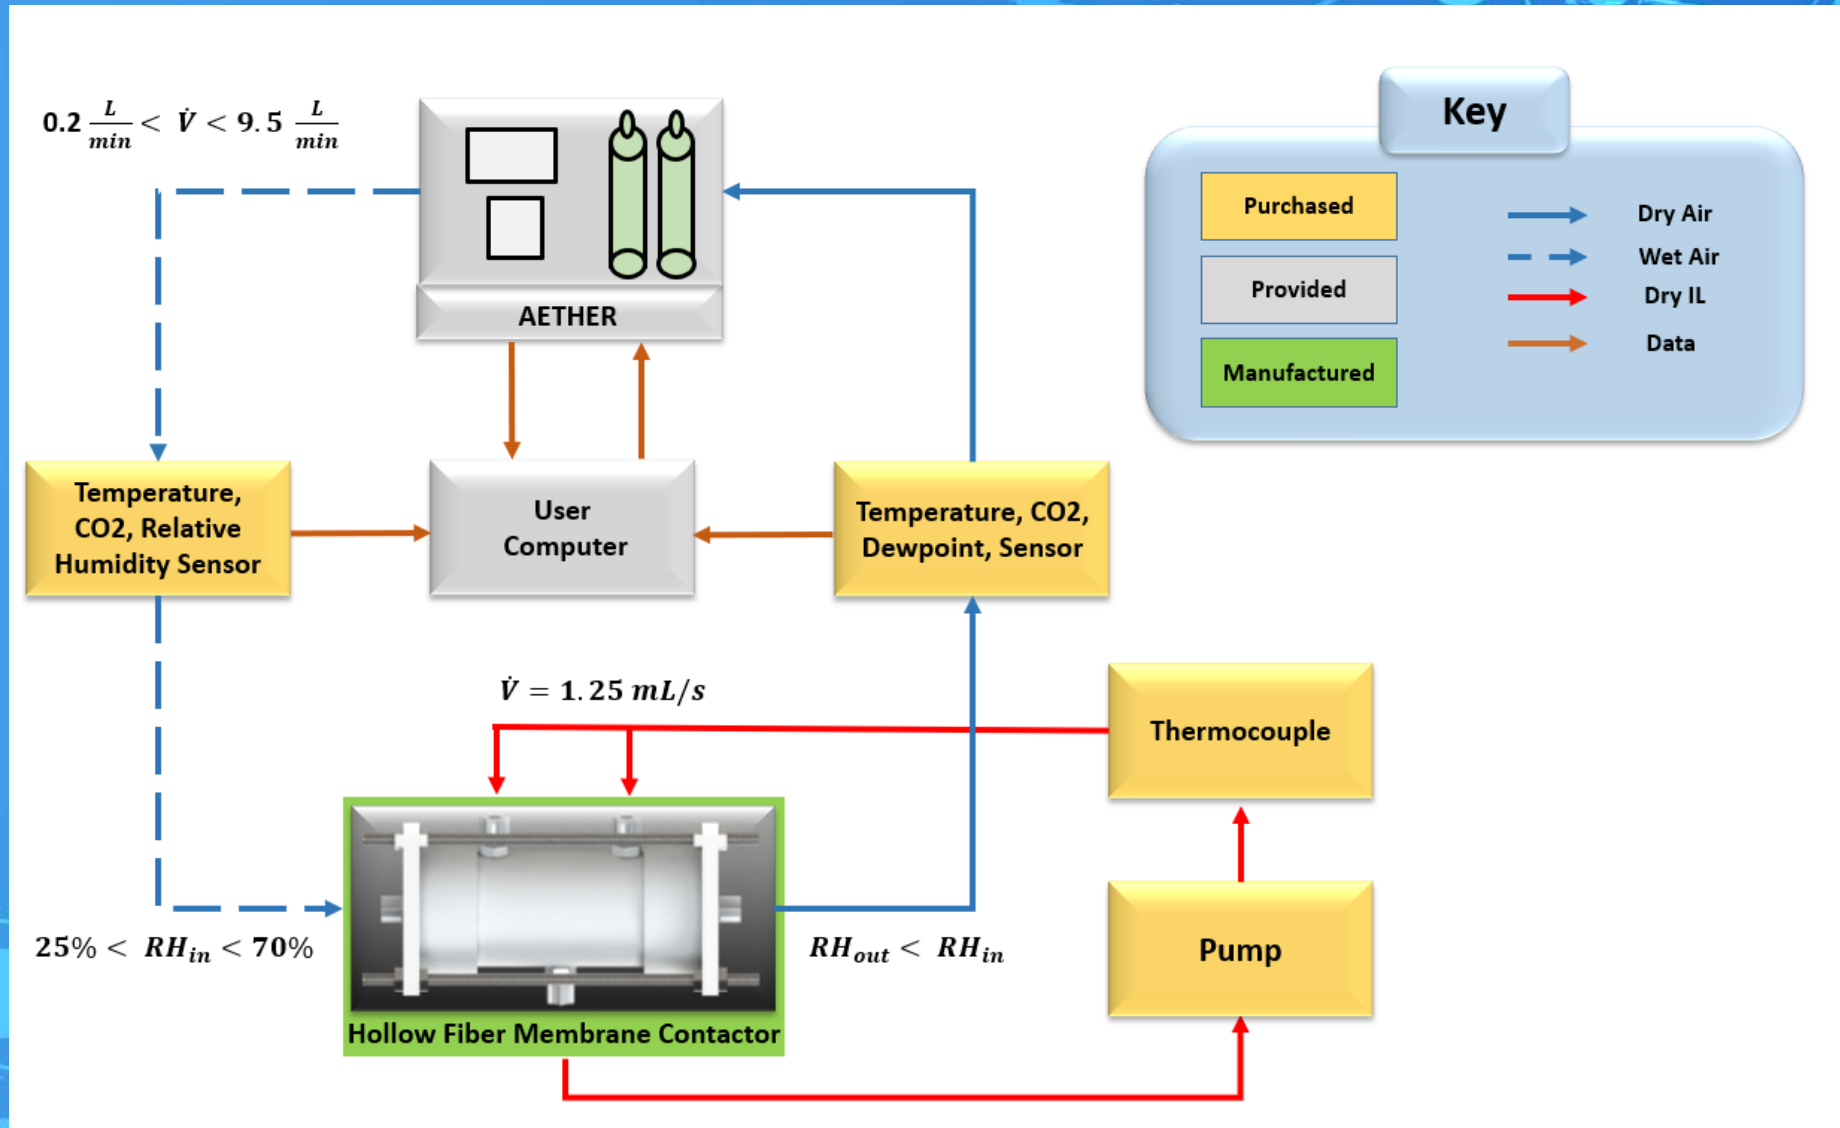 0.2 L/min < V̇ < 9.5 L/min
AETHER
Key
Purchased
Provided
Manufactured
Dry Air
Wet Air
Dry IL
Data
Temperature,
CO2, Relative
Humidity Sensor
User
Computer
Temperature, CO2,
Dewpoint, Sensor
V̇ = 1.25 mL/s
Thermocouple
25% < RH_in < 70%
RH_out < RH_in
Pump
Hollow Fiber Membrane Contactor